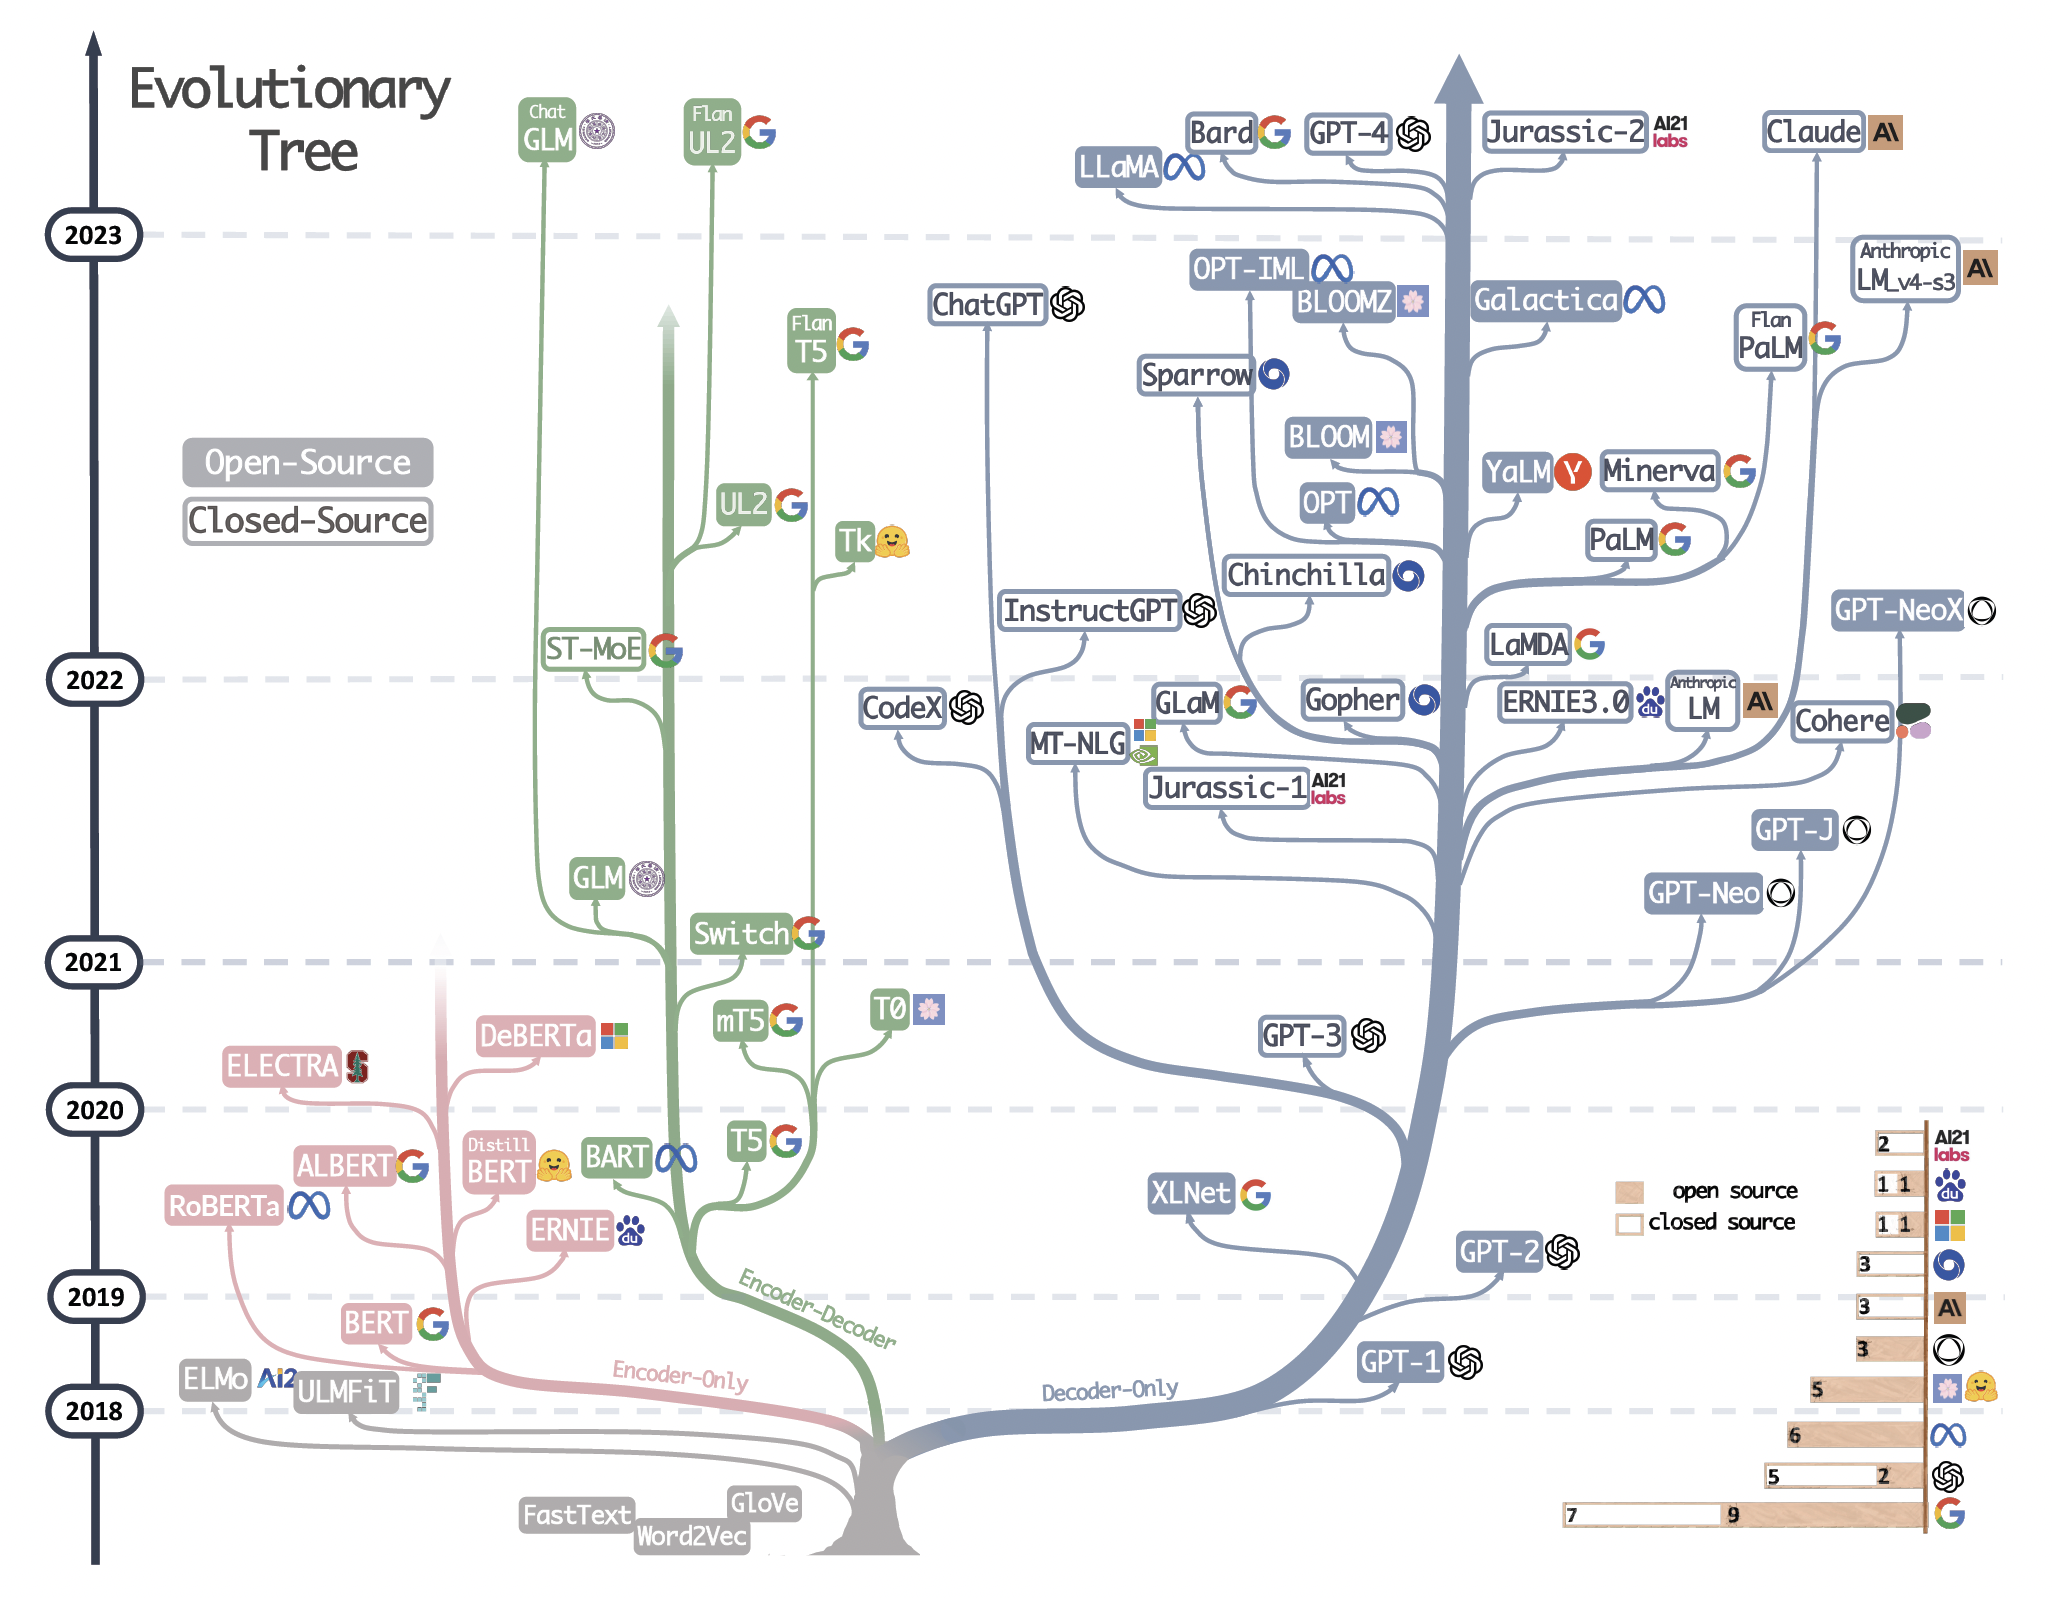 Evolutionary
Tree
Chat
GLM
Flan
UL2
Bard
GPT-4
Jurassic-2
AI21
labs
Claude
A\
LLaMA
2023
OPT-IML
Anthropic
LM_v4-s3
A\
ChatGPT
BLOOMZ
Galactica
Flan
T5
Flan
PaLM
Sparrow
Open-Source
BLOOM
YaLM
Y
Minerva
UL2
OPT
Closed-Source
Tk
PaLM
Chinchilla
InstructGPT
GPT-NeoX
ST-MoE
LaMDA
2022
CodeX
GLaM
Gopher
ERNIE3.0
du
Anthropic
LM
A\
Cohere
MT-NLG
Jurassic-1
AI21
labs
GPT-J
GLM
GPT-Neo
Switch
2021
mT5
T0
DeBERTa
GPT-3
ELECTRA
S
2020
BART
T5
ALBERT
Distill
BERT
RoBERTa
ERNIE
du
XLNet
GPT-2
2019
Encoder-Decoder
BERT
GPT-1
ELMo
Ai2
ULMFiT
Encoder-Only
Decoder-Only
2018
FastText
Word2Vec
GloVe
open source
closed source
2
AI21
labs
1 1
du
1 1
3
3
A\
3
5
6
5 2
7 9